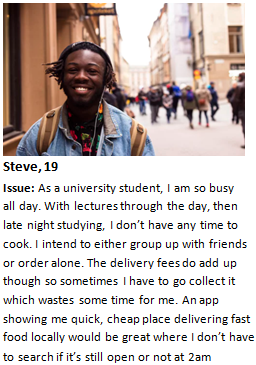 Steve, 19
Issue: As a university student, I am so busy
all day. With lectures through the day, then
late night studying, I don't have any time to
cook. I intend to either group up with friends
or order alone. The delivery fees do add up
though so sometimes I have to go collect it
which wastes some time for me. An app
showing me quick, cheap place delivering fast
food locally would be great where I don't have
to search if it's still open or not at 2am